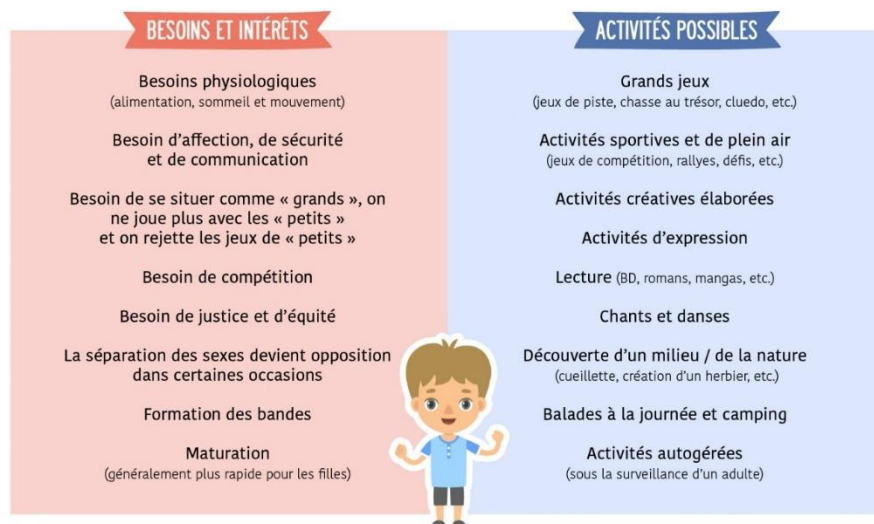 BESOINS ET INTÉRÊTS
Besoins physiologiques
(alimentation, sommeil et mouvement)
Besoin d'affection, de sécurité
et de communication
Besoin de se situer comme « grands », on
ne joue plus avec les « petits »
et on rejette les jeux de « petits »
Besoin de compétition
Besoin de justice et d'équité
La séparation des sexes devient opposition
dans certaines occasions
Formation des bandes
Maturation
(généralement plus rapide pour les filles)
ACTIVITÉS POSSIBLES
Grands jeux
(jeux de piste, chasse au trésor, cluedo, etc.)
Activités sportives et de plein air
(jeux de compétition, rallyes, défis, etc.)
Activités créatives élaborées
Activités d'expression
Lecture (BD, romans, mangas, etc.)
Chants et danses
Découverte d'un milieu / de la nature
(cueillette, création d'un herbier, etc.)
Balades à la journée et camping
Activités autogérées
(sous la surveillance d'un adulte)